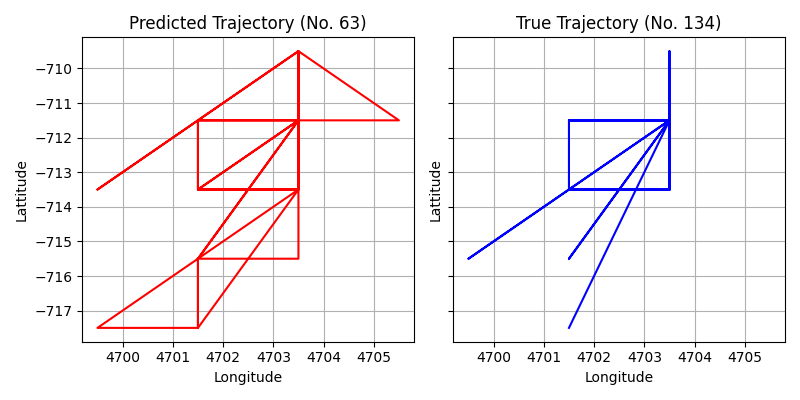 Predicted Trajectory (No. 63)
True Trajectory (No. 134)
Lattitude
−710
−711
−712
−713
−714
−715
−716
−717
4700 4701 4702 4703 4704 4705
Longitude
Lattitude
4700 4701 4702 4703 4704 4705
Longitude